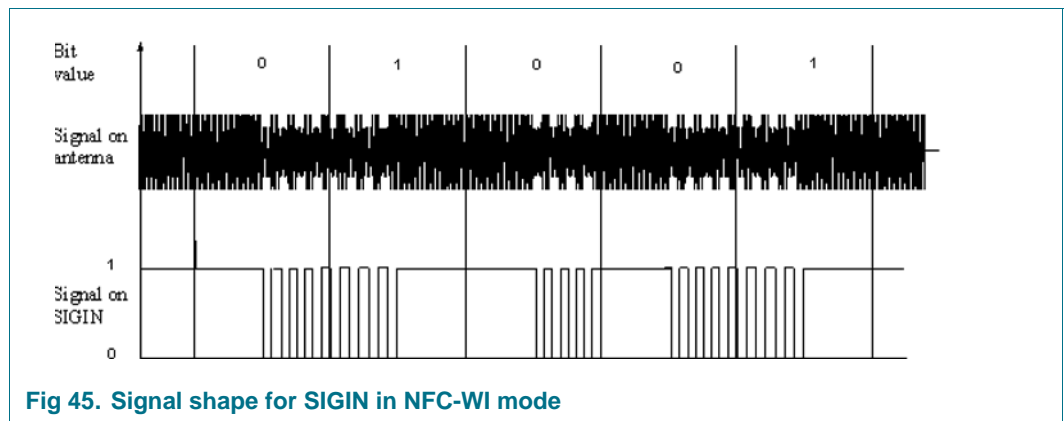 Bit
value
0 1 0 0 1
Signal on
antenna
1
Signal on
SIGIN
0
Fig 45. Signal shape for SIGIN in NFC-WI mode